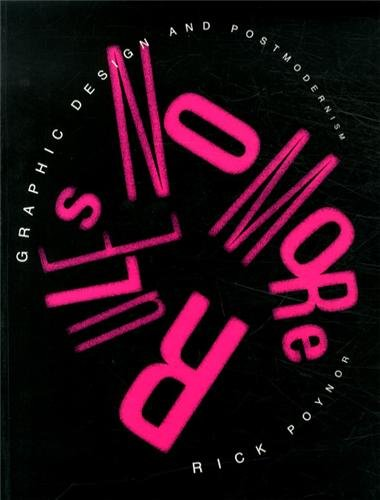 GRAPHIC DESIGN AND POSTMODERNISM
NO
MORe
RuLEs
RICK POYNOR